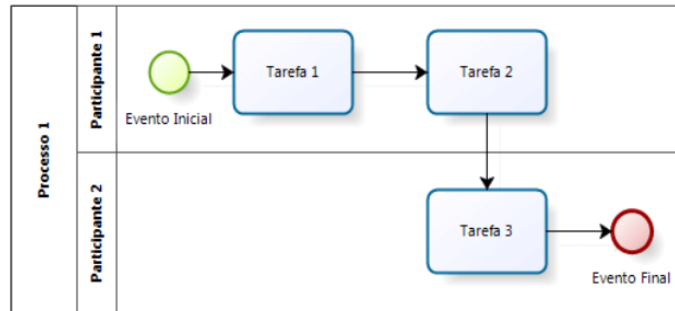 Processo 1
Participante 1
Evento Inicial
Tarefa 1
Tarefa 2
Participante 2
Tarefa 3
Evento Final